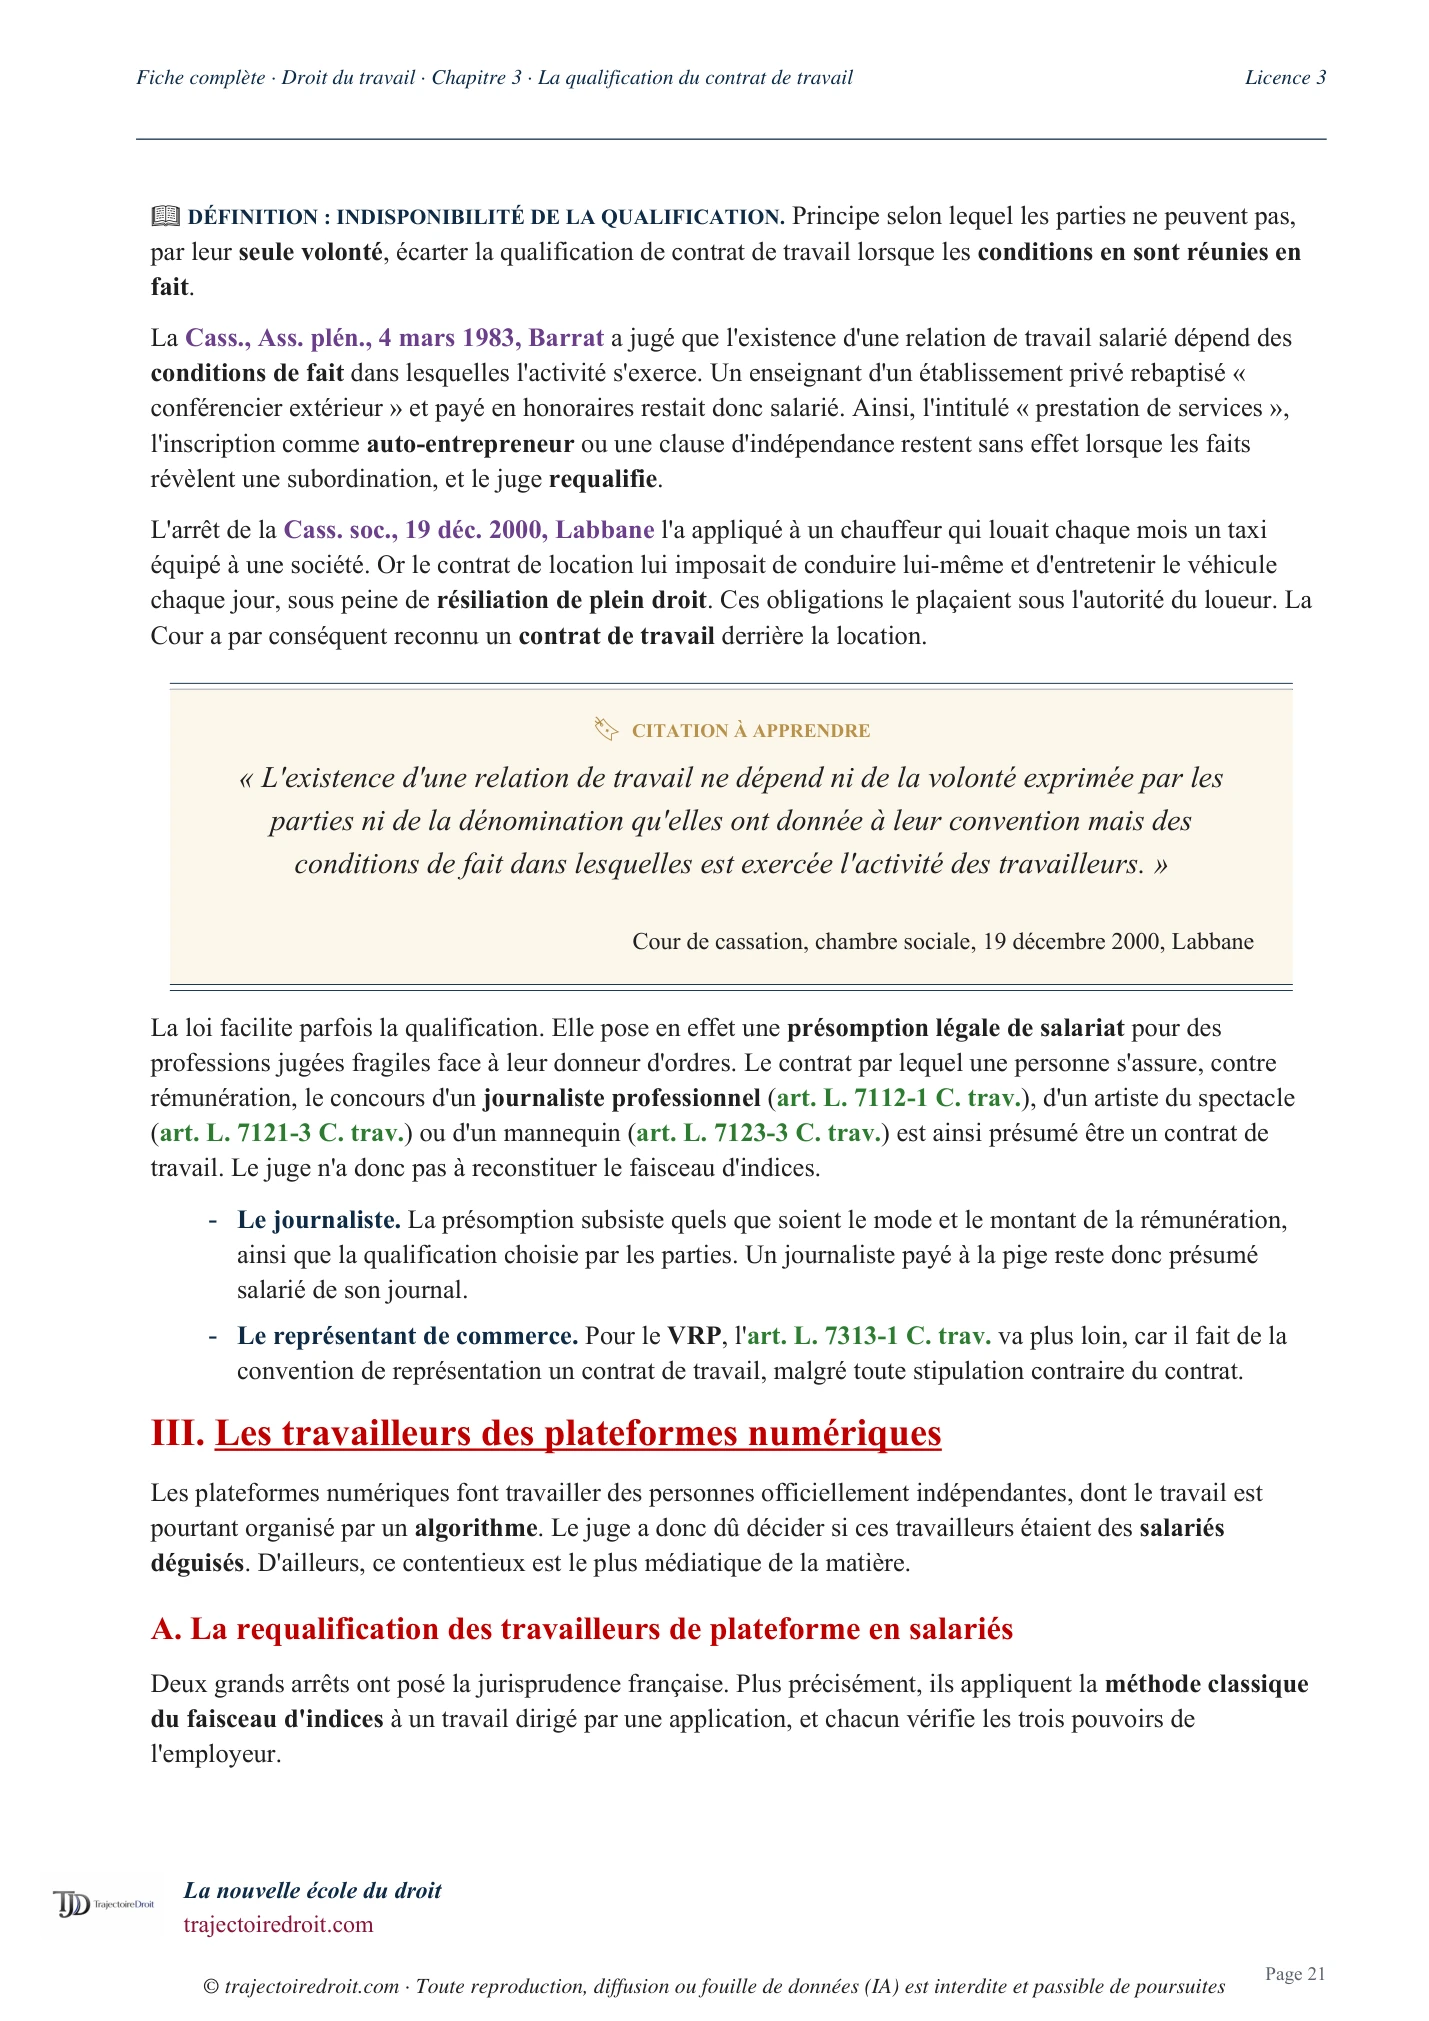 Fiche complète · Droit du travail · Chapitre 3 · La qualification du contrat de travail
Licence 3
DÉFINITION : INDISPONIBILITÉ DE LA QUALIFICATION. Principe selon lequel les parties ne peuvent pas,
par leur seule volonté, écarter la qualification de contrat de travail lorsque les conditions en sont réunies en
fait.
La Cass., Ass. plén., 4 mars 1983, Barrat a jugé que l'existence d'une relation de travail salarié dépend des
conditions de fait dans lesquelles l'activité s'exerce. Un enseignant d'un établissement privé rebaptisé «
conférencier extérieur » et payé en honoraires restait donc salarié. Ainsi, l'intitulé « prestation de services »,
l'inscription comme auto-entrepreneur ou une clause d'indépendance restent sans effet lorsque les faits
révèlent une subordination, et le juge requalifie.
L'arrêt de la Cass. soc., 19 déc. 2000, Labbane l'a appliqué à un chauffeur qui louait chaque mois un taxi
équipé à une société. Or le contrat de location lui imposait de conduire lui-même et d'entretenir le véhicule
chaque jour, sous peine de résiliation de plein droit. Ces obligations le plaçaient sous l'autorité du loueur. La
Cour a par conséquent reconnu un contrat de travail derrière la location.
CITATION À APPRENDRE
« L'existence d'une relation de travail ne dépend ni de la volonté exprimée par les
parties ni de la dénomination qu'elles ont donnée à leur convention mais des
conditions de fait dans lesquelles est exercée l'activité des travailleurs. »
Cour de cassation, chambre sociale, 19 décembre 2000, Labbane
La loi facilite parfois la qualification. Elle pose en effet une présomption légale de salariat pour des
professions jugées fragiles face à leur donneur d'ordres. Le contrat par lequel une personne s'assure, contre
rémunération, le concours d'un journaliste professionnel (art. L. 7112-1 C. trav.), d'un artiste du spectacle
(art. L. 7121-3 C. trav.) ou d'un mannequin (art. L. 7123-3 C. trav.) est ainsi présumé être un contrat de
travail. Le juge n'a donc pas à reconstituer le faisceau d'indices.
- Le journaliste. La présomption subsiste quels que soient le mode et le montant de la rémunération,
ainsi que la qualification choisie par les parties. Un journaliste payé à la pige reste donc présumé
salarié de son journal.
- Le représentant de commerce. Pour le VRP, l'art. L. 7313-1 C. trav. va plus loin, car il fait de la
convention de représentation un contrat de travail, malgré toute stipulation contraire du contrat.
III. Les travailleurs des plateformes numériques
Les plateformes numériques font travailler des personnes officiellement indépendantes, dont le travail est
pourtant organisé par un algorithme. Le juge a donc dû décider si ces travailleurs étaient des salariés
déguisés. D'ailleurs, ce contentieux est le plus médiatique de la matière.
A. La requalification des travailleurs de plateforme en salariés
Deux grands arrêts ont posé la jurisprudence française. Plus précisément, ils appliquent la méthode classique
du faisceau d'indices à un travail dirigé par une application, et chacun vérifie les trois pouvoirs de
l'employeur.
TJD TrajectoireDroit
La nouvelle école du droit
trajectoiredroit.com
© trajectoiredroit.com · Toute reproduction, diffusion ou fouille de données (IA) est interdite et passible de poursuites
Page 21